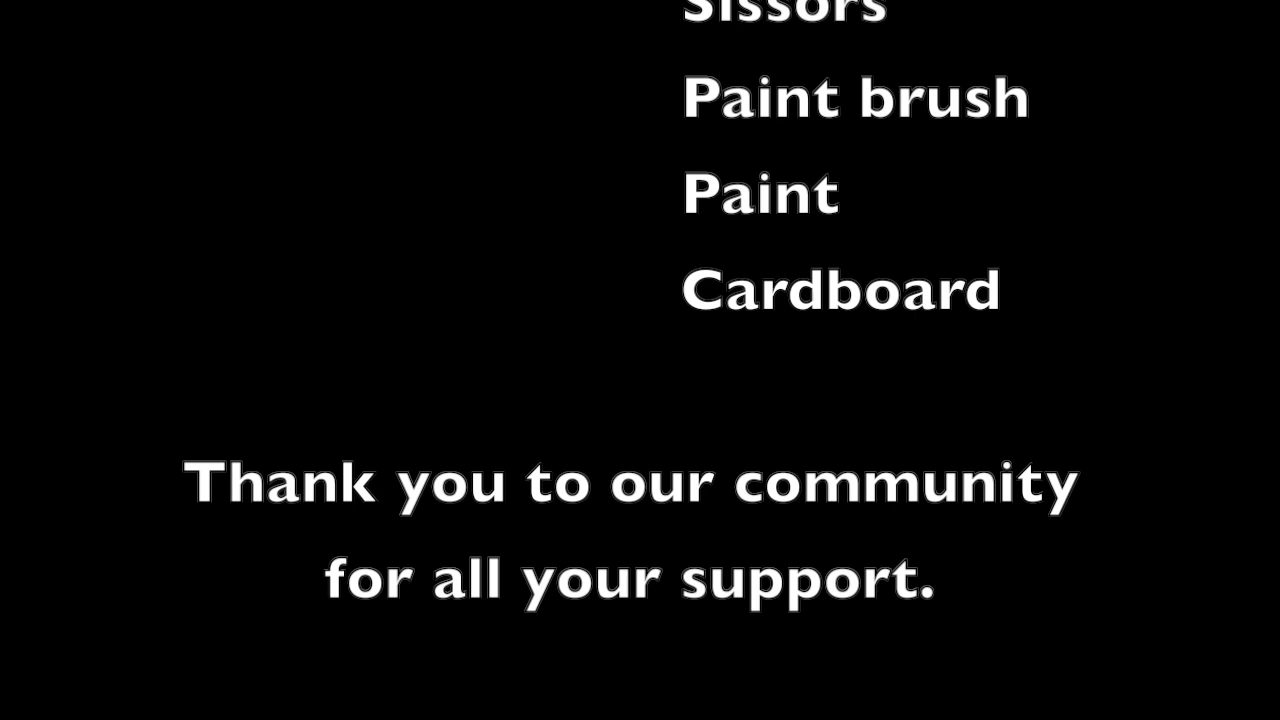 Sissors
Paint brush
Paint
Cardboard
Thank you to our community
for all your support.